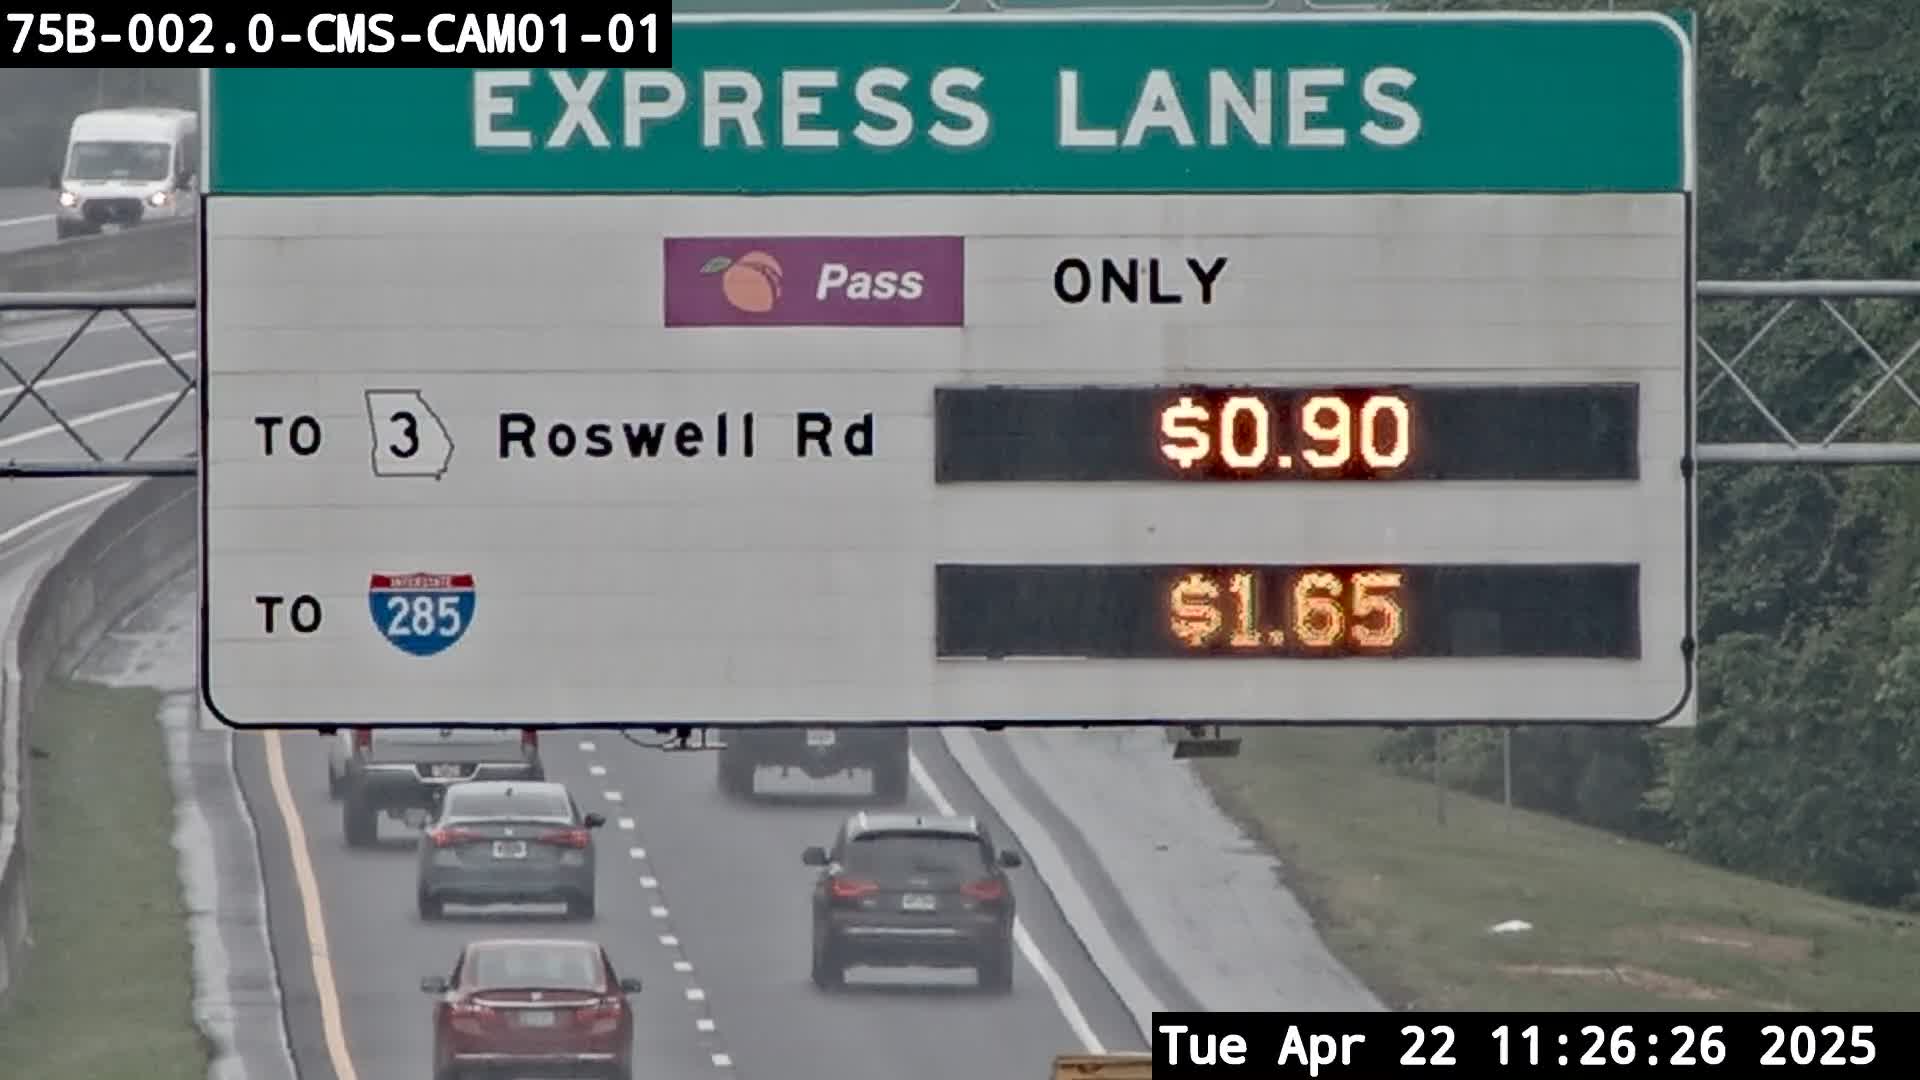 75B-002.0-CMS-CAM01-01
EXPRESS LANES
Pass ONLY
TO 3 Roswell Rd $0.90
INTERSTATE
TO 285 $1.65
Tue Apr 22 11:26:26 2025